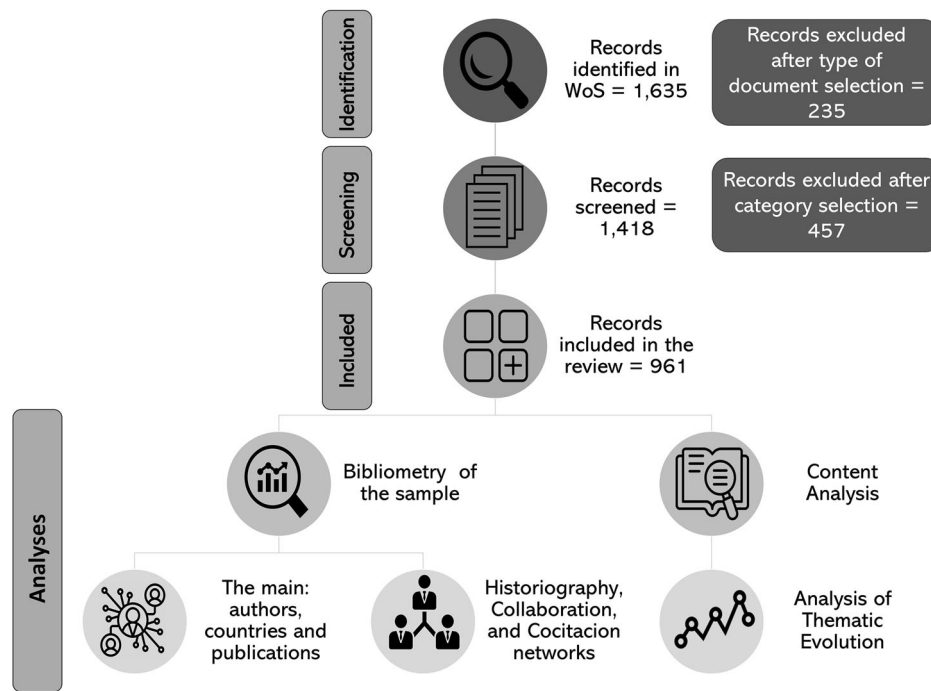 Identification
Records
identified in
WoS = 1,635
Records excluded
after type of
document selection =
235
Screening
Records
screened =
1,418
Records excluded after
category selection =
457
Included
Records
included in the
review = 961
Analyses
Bibliometry of
the sample
Content
Analysis
The main:
authors,
countries and
publications
Historiography,
Collaboration,
and Cocitacion
networks
Analysis of
Thematic
Evolution